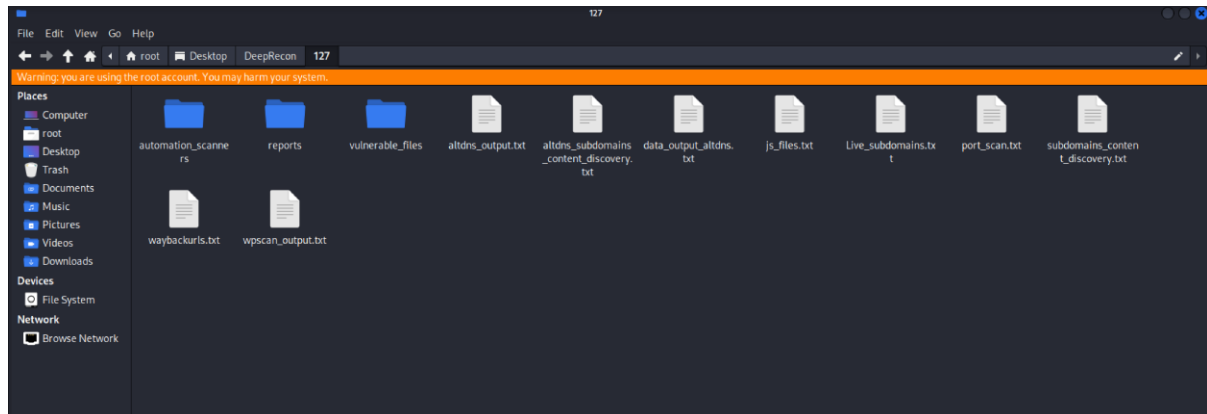 127
File Edit View Go Help
root Desktop DeepRecon 127
Warning: you are using the root account. You may harm your system.
Places
Computer
root
Desktop
Trash
Documents
Music
Pictures
Videos
Downloads
Devices
File System
Network
Browse Network
automation_scanne
rs
reports
vulnerable_files
altdns_output.txt
altdns_subdomains
_content_discovery.
txt
data_output_altdns.
txt
js_files.txt
Live_subdomains.tx
t
port_scan.txt
subdomains_conten
t_discovery.txt
waybackurls.txt
wpscan_output.txt